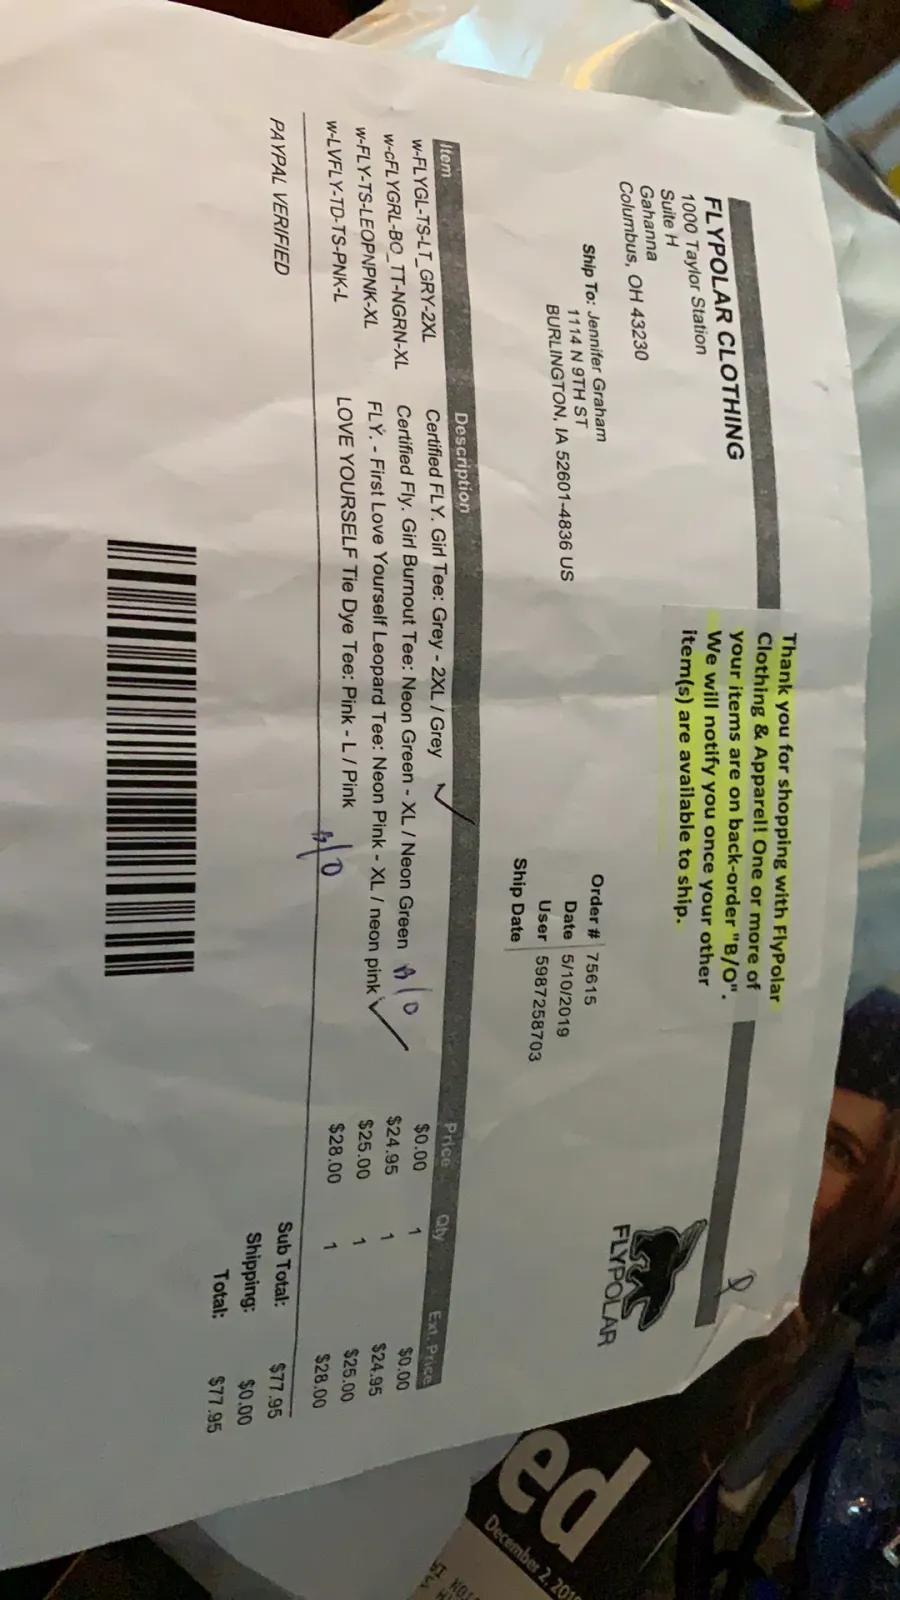 FLYPOLAR CLOTHING
1000 Taylor Station
Suite H
Gahanna
Columbus, OH 43230
Thank you for shopping with FlyPolar
Clothing & Apparel! One or more of
your items are on back-order "B/O".
We will notify you once your other
item(s) are available to ship.
FLYPOLAR
Ship To: Jennifer Graham
1114 N 9TH ST
BURLINGTON, IA 52601-4836 US
Order # 75615
Date 5/10/2019
User 5987258703
Ship Date
Item Description Price Qty Ext. Price
w-FLYGL-TS-LT_GRY-2XL Certified FLY. Girl Tee: Grey - 2XL / Grey ✓ $0.00 1 $0.00
w-cFLYGRL-BO_TT-NGRN-XL Certified Fly. Girl Burnout Tee: Neon Green - XL / Neon Green B/O $24.95 1 $24.95
w-FLY-TS-LEOPNPNK-XL FLY. - First Love Yourself Leopard Tee: Neon Pink - XL / neon pink ✓ $25.00 1 $25.00
w-LVFLY-TD-TS-PNK-L LOVE YOURSELF Tie Dye Tee: Pink - L / Pink B/O $28.00 1 $28.00
PAYPAL VERIFIED
Sub Total: $77.95
Shipping: $0.00
Total: $77.95
ed
December 2, 201